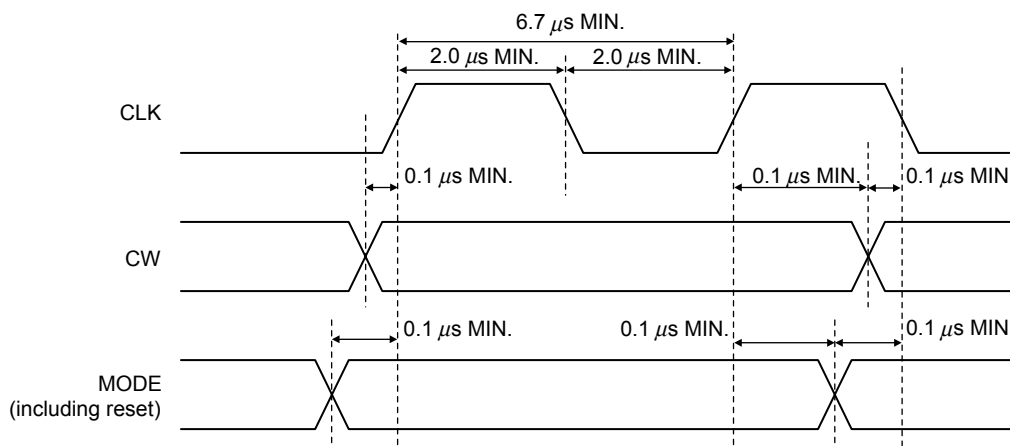 6.7 µs MIN.
2.0 µs MIN.
2.0 µs MIN.
CLK
0.1 µs MIN.
0.1 µs MIN.
0.1 µs MIN
CW
0.1 µs MIN.
0.1 µs MIN.
0.1 µs MIN
MODE
(including reset)